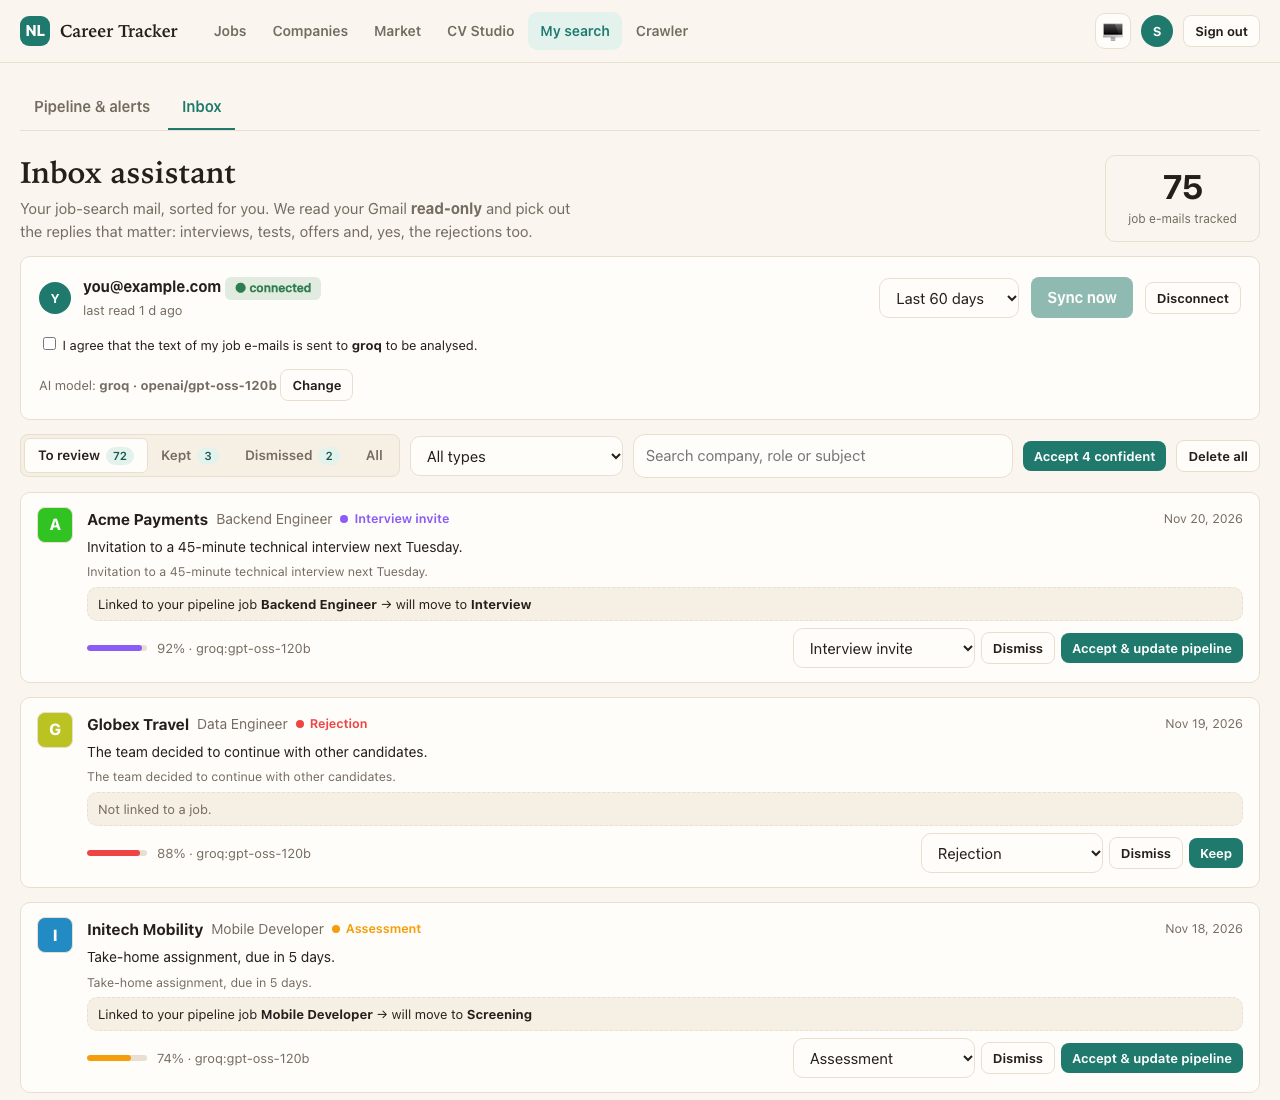 NL Career Tracker Jobs Companies Market CV Studio My search Crawler S Sign out
Pipeline & alerts Inbox
Inbox assistant
Your job-search mail, sorted for you. We read your Gmail read-only and pick out
the replies that matter: interviews, tests, offers and, yes, the rejections too.
75
job e-mails tracked
Y you@example.com connected
last read 1 d ago
Last 60 days Sync now Disconnect
I agree that the text of my job e-mails is sent to groq to be analysed.
AI model: groq · openai/gpt-oss-120b Change
To review 72 Kept 3 Dismissed 2 All All types Search company, role or subject Accept 4 confident Delete all
A Acme Payments Backend Engineer Interview invite Nov 20, 2026
Invitation to a 45-minute technical interview next Tuesday.
Invitation to a 45-minute technical interview next Tuesday.
Linked to your pipeline job Backend Engineer → will move to Interview
92% · groq:gpt-oss-120b Interview invite Dismiss Accept & update pipeline
G Globex Travel Data Engineer Rejection Nov 19, 2026
The team decided to continue with other candidates.
The team decided to continue with other candidates.
Not linked to a job.
88% · groq:gpt-oss-120b Rejection Dismiss Keep
I Initech Mobility Mobile Developer Assessment Nov 18, 2026
Take-home assignment, due in 5 days.
Take-home assignment, due in 5 days.
Linked to your pipeline job Mobile Developer → will move to Screening
74% · groq:gpt-oss-120b Assessment Dismiss Accept & update pipeline